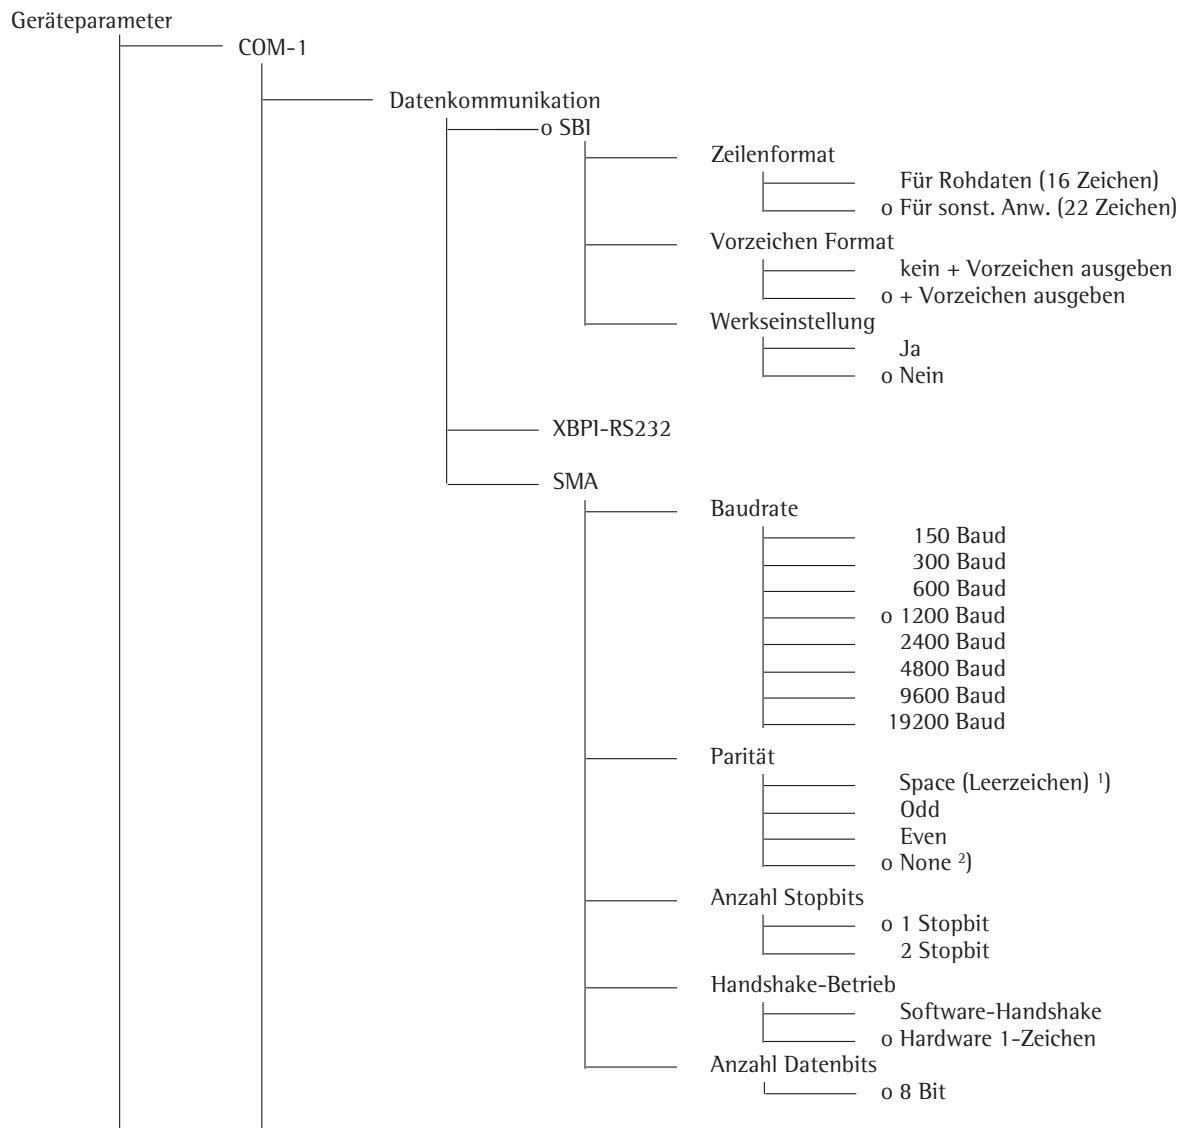 Geräteparameter
COM-1
Datenkommunikation
o SBI
Zeilenformat
Für Rohdaten (16 Zeichen)
o Für sonst. Anw. (22 Zeichen)
Vorzeichen Format
kein + Vorzeichen ausgeben
o + Vorzeichen ausgeben
Werkseinstellung
Ja
o Nein
XBPI-RS232
SMA
Baudrate
150 Baud
300 Baud
600 Baud
o 1200 Baud
2400 Baud
4800 Baud
9600 Baud
19200 Baud
Parität
Space (Leerzeichen) ¹)
Odd
Even
o None ²)
Anzahl Stopbits
o 1 Stopbit
2 Stopbit
Handshake-Betrieb
Software-Handshake
o Hardware 1-Zeichen
Anzahl Datenbits
o 8 Bit